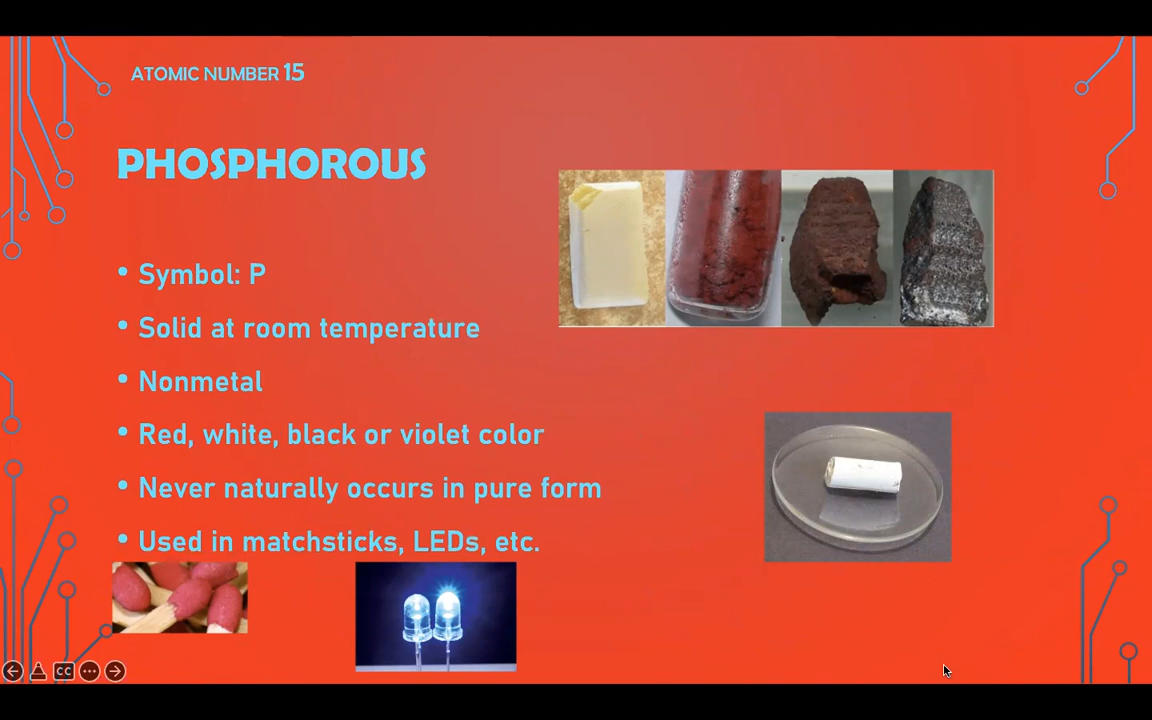 ATOMIC NUMBER 15
PHOSPHOROUS
• Symbol: P
• Solid at room temperature
• Nonmetal
• Red, white, black or violet color
• Never naturally occurs in pure form
• Used in matchsticks, LEDs, etc.
CC